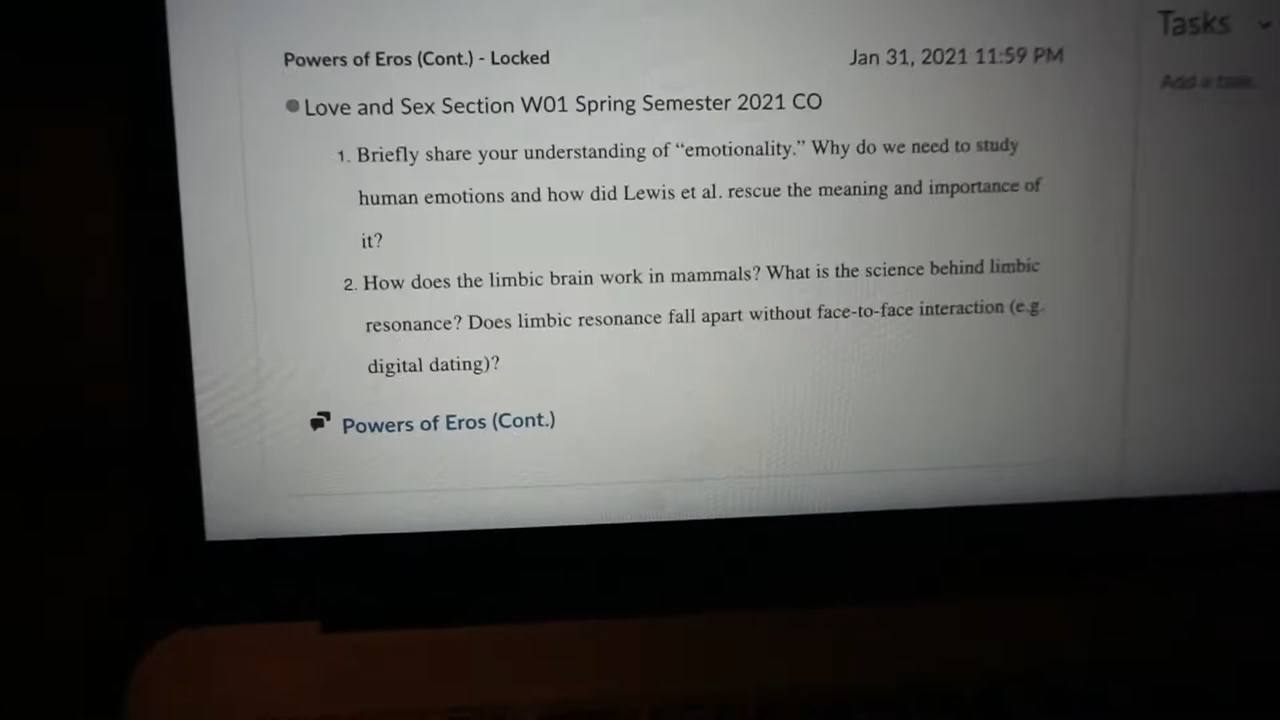 Tasks
Powers of Eros (Cont.) - Locked Jan 31, 2021 11:59 PM
Add a task
Love and Sex Section W01 Spring Semester 2021 CO
1. Briefly share your understanding of “emotionality.” Why do we need to study
human emotions and how did Lewis et al. rescue the meaning and importance of
it?
2. How does the limbic brain work in mammals? What is the science behind limbic
resonance? Does limbic resonance fall apart without face-to-face interaction (e.g.
digital dating)?
Powers of Eros (Cont.)